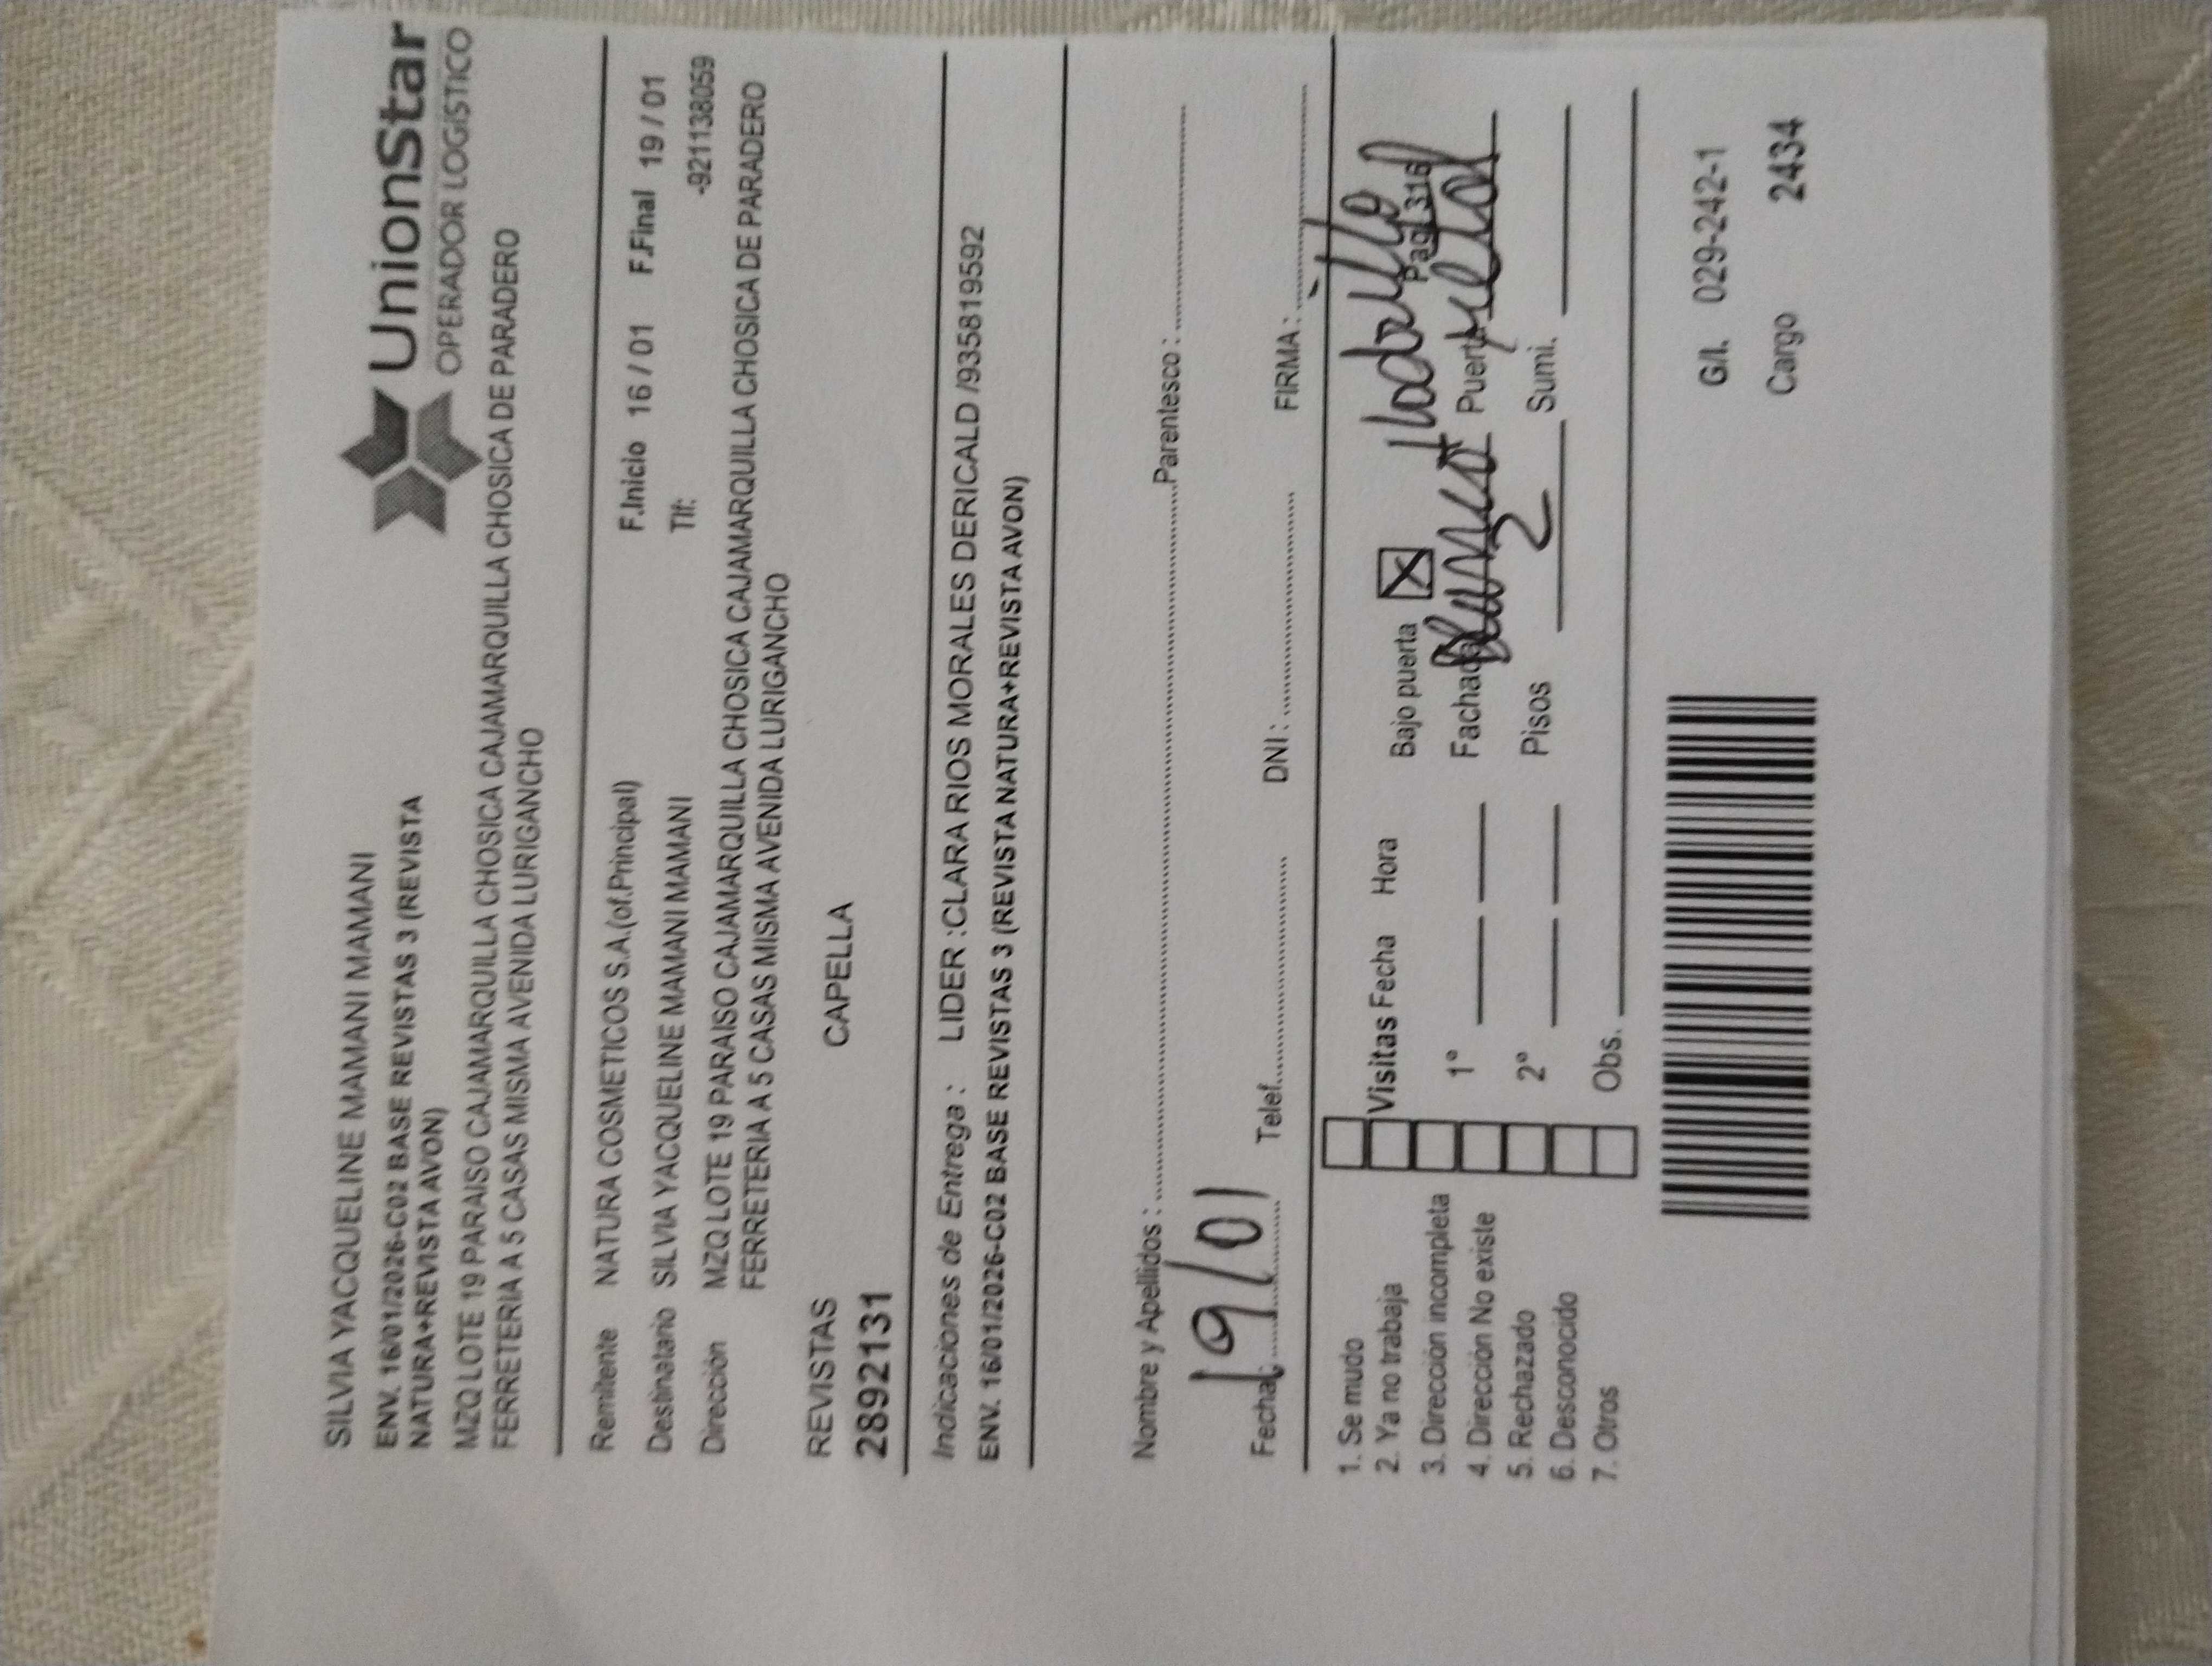 UnionStar
OPERADOR LOGÍSTICO
SILVIA YACQUELINE MAMANI MAMANI
ENV. 16/01/2026-C02 BASE REVISTAS 3 (REVISTA
NATURA+REVISTA AVON)
MZQ LOTE 19 PARAISO CAJAMARQUILLA CHOSICA CAJAMARQUILLA CHOSICA DE PARADERO
FERRETERIA A 5 CASAS MISMA AVENIDA LURIGANCHO
Remitente NATURA COSMETICOS S.A.(of.Principal) F.Inicio 16 / 01 F.Final 19 / 01
Destinatario SILVIA YACQUELINE MAMANI MAMANI Tlf: -921138059
Dirección MZQ LOTE 19 PARAISO CAJAMARQUILLA CHOSICA CAJAMARQUILLA CHOSICA DE PARADERO
FERRETERIA A 5 CASAS MISMA AVENIDA LURIGANCHO
REVISTAS CAPELLA
2892131
Indicaciones de Entrega : LIDER :CLARA RIOS MORALES DERICALD /935819592
ENV. 16/01/2026-C02 BASE REVISTAS 3 (REVISTA NATURA+REVISTA AVON)
Nombre y Apellidos : Parentesco :
Fecha: 19/01 Telef. DNI : FIRMA :
1. Se mudo
2. Ya no trabaja
3. Dirección incompleta
4. Dirección No existe
5. Rechazado
6. Desconocido
7. Otros
Visitas Fecha Hora Bajo puerta X ladrillo Pag 316
1° Fachada Puerta
2° Pisos 2 Sumi.
Obs.
G/I. 029-242-1
Cargo 2434